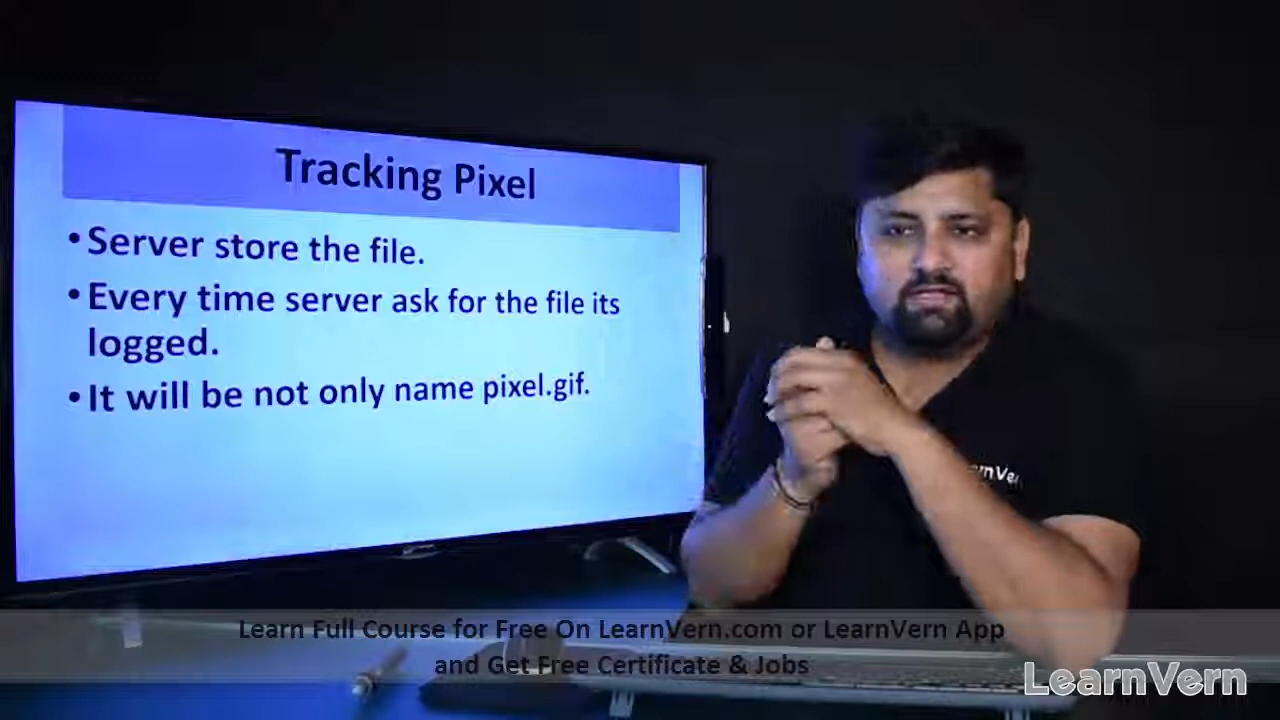 Tracking Pixel
• Server store the file.
• Every time server ask for the file its
logged.
• It will be not only name pixel.gif.
Learn Full Course for Free On LearnVern.com or LearnVern App
and Get Free Certificate & Jobs
LearnVern